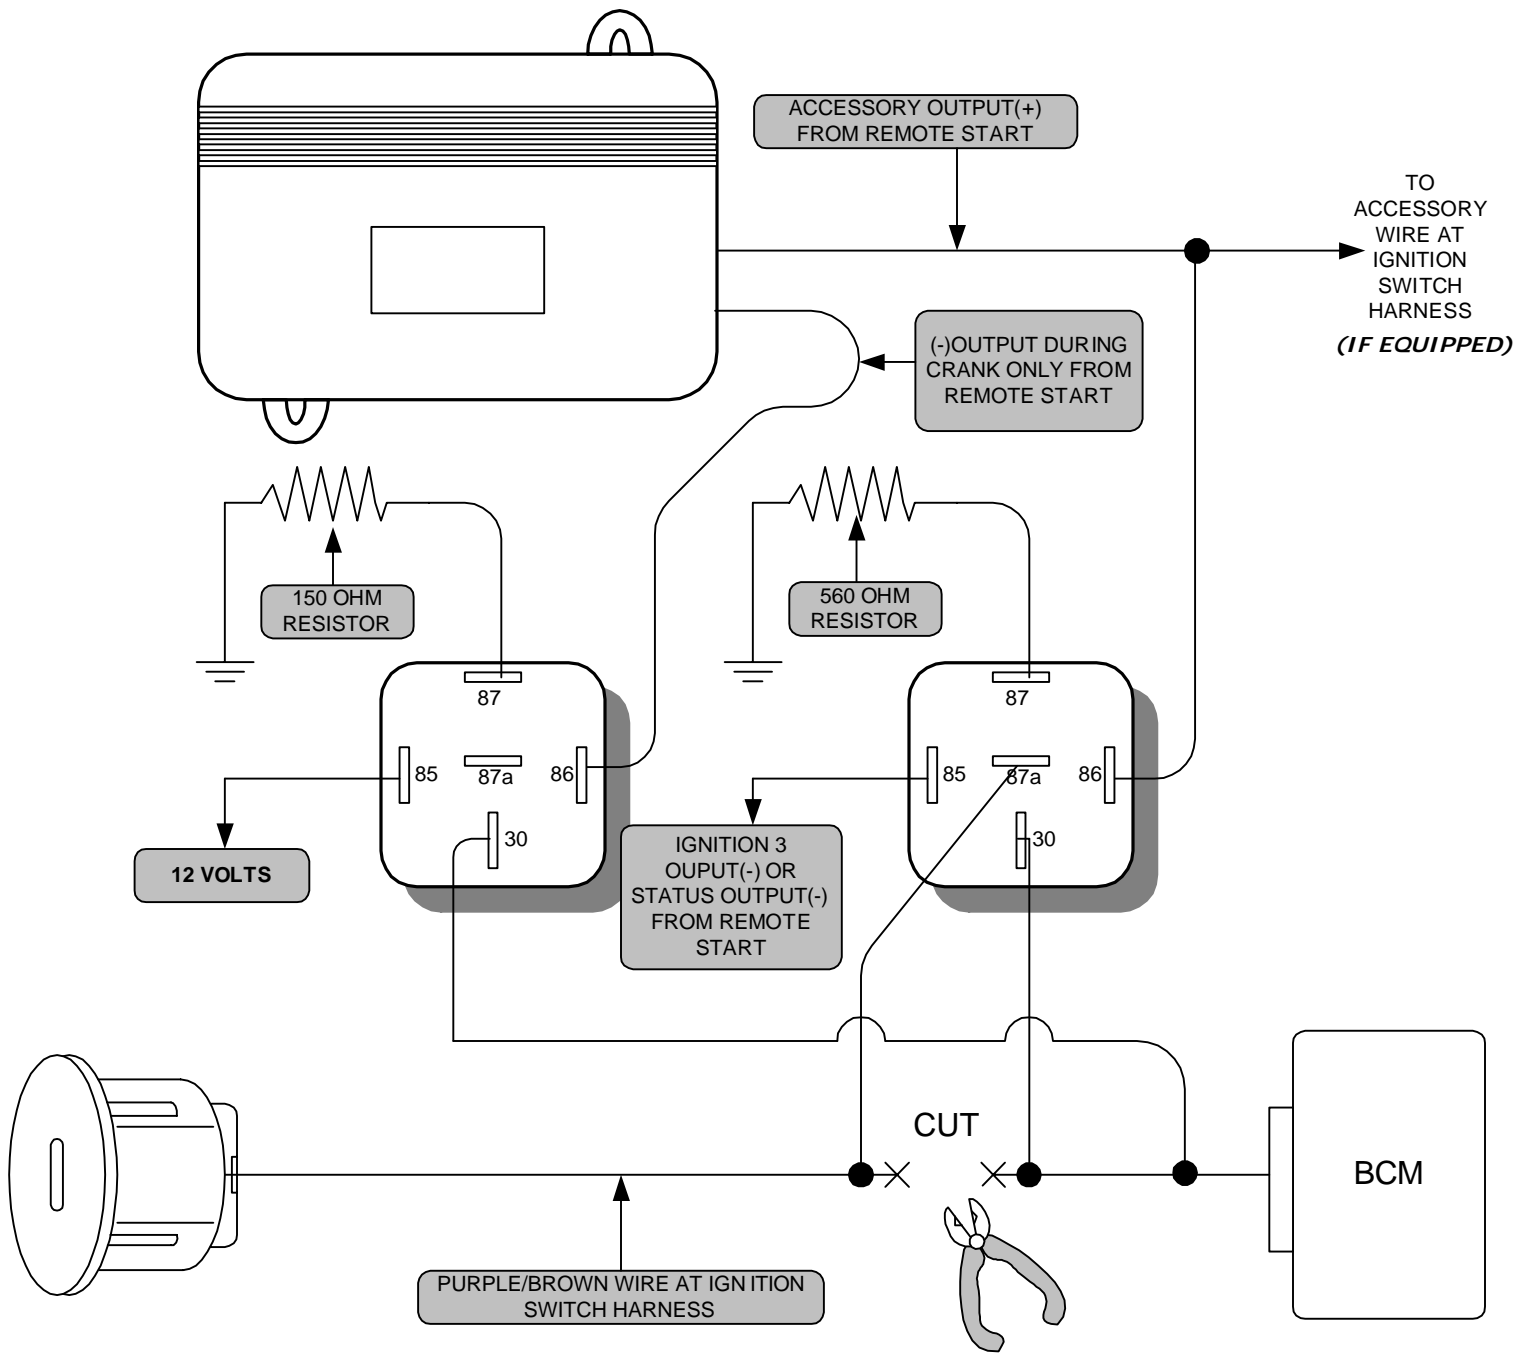 ACCESSORY OUTPUT(+)
FROM REMOTE START
TO
ACCESSORY
WIRE AT
IGNITION
SWITCH
HARNESS
(IF EQUIPPED)
(-)OUTPUT DURING
CRANK ONLY FROM
REMOTE START
150 OHM
RESISTOR
560 OHM
RESISTOR
87
85
87a
86
30
12 VOLTS
87
85
87a
86
30
IGNITION 3
OUPUT(-) OR
STATUS OUTPUT(-)
FROM REMOTE
START
CUT
BCM
PURPLE/BROWN WIRE AT IGNITION
SWITCH HARNESS